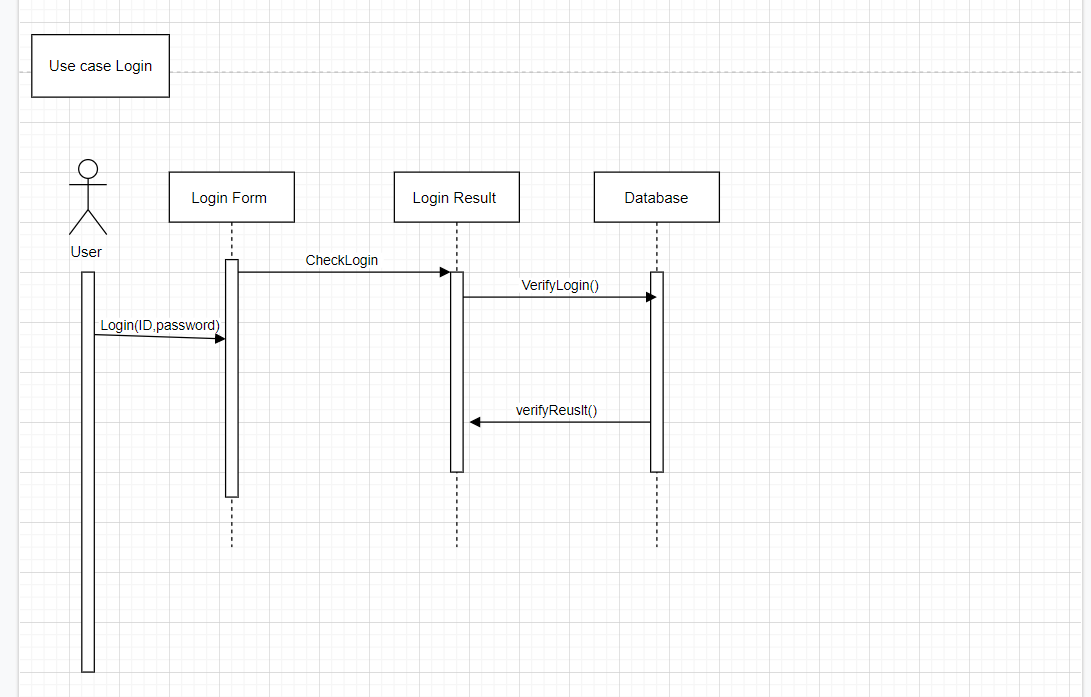 Use case Login
Login Form
Login Result
Database
User
CheckLogin
VerifyLogin()
Login(ID,password)
verifyReuslt()